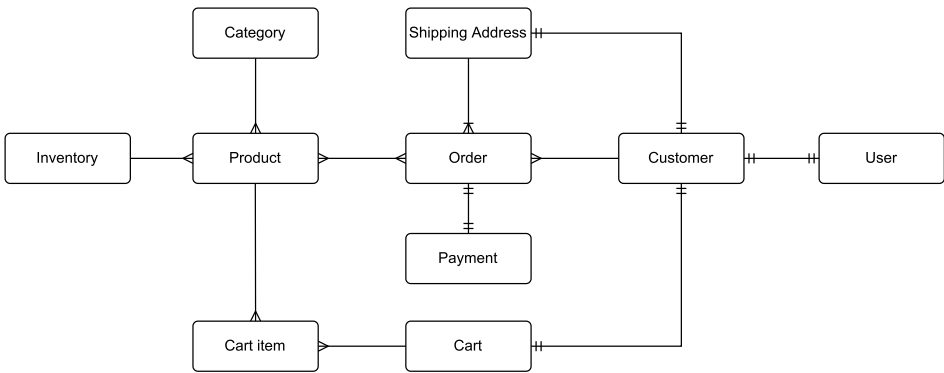 Category
Shipping Address
Inventory
Product
Order
Customer
User
Payment
Cart item
Cart